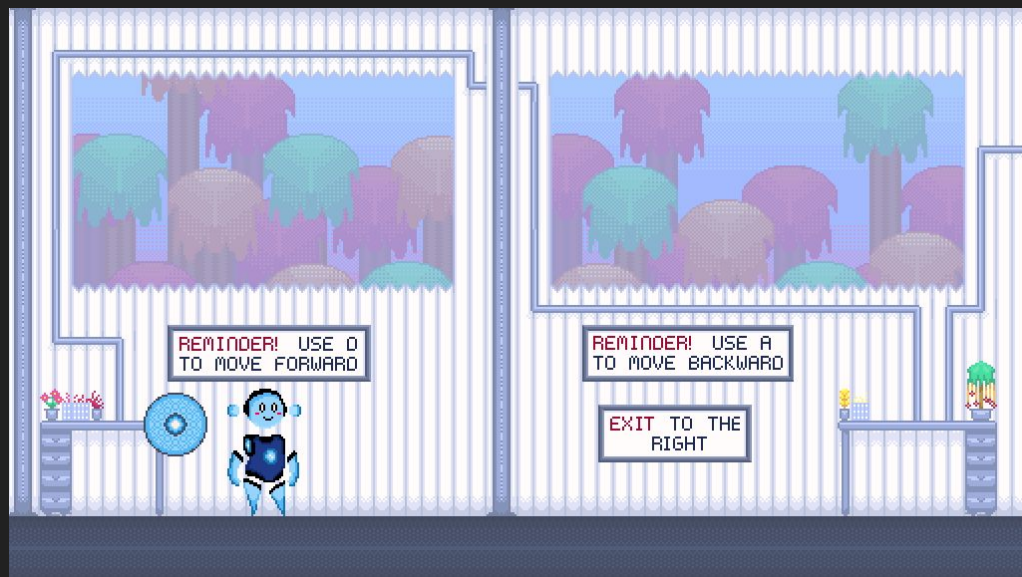 REMINDER! USE D
TO MOVE FORWARD
REMINDER! USE A
TO MOVE BACKWARD
EXIT TO THE
RIGHT